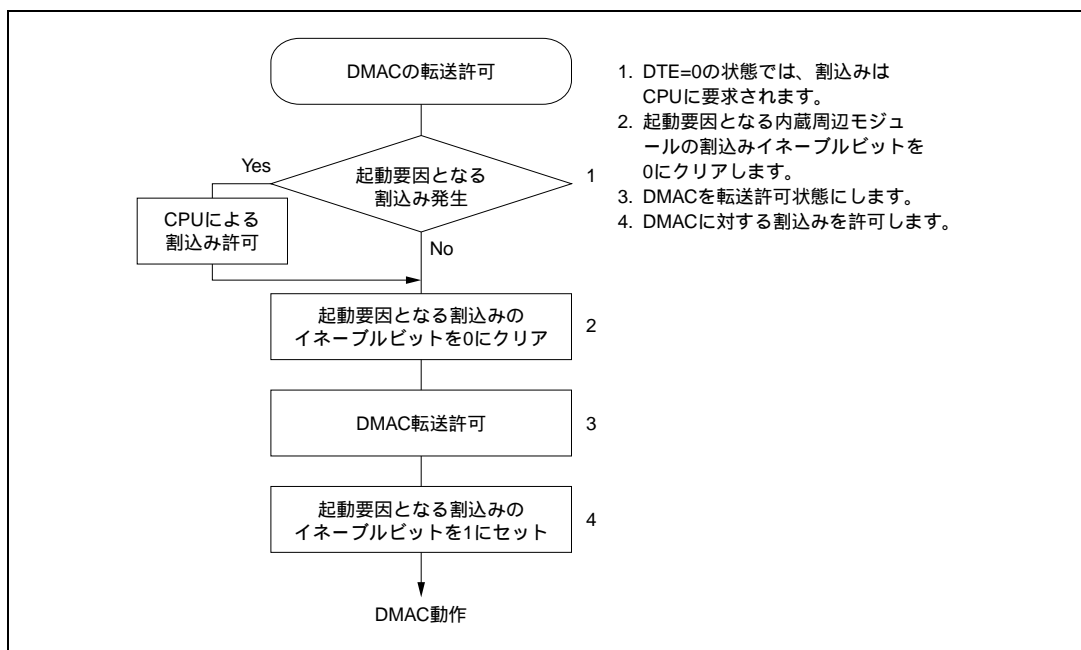 DMACの転送許可
Yes
起動要因となる
割込み発生
1
CPUによる
割込み許可
No
起動要因となる割込みの
イネーブルビットを0にクリア
2
DMAC転送許可
3
起動要因となる割込みの
イネーブルビットを1にセット
4
DMAC動作
1. DTE=0の状態では、割込みは
CPUに要求されます。
2. 起動要因となる内蔵周辺モジュ
ールの割込みイネーブルビットを
0にクリアします。
3. DMACを転送許可状態にします。
4. DMACに対する割込みを許可します。